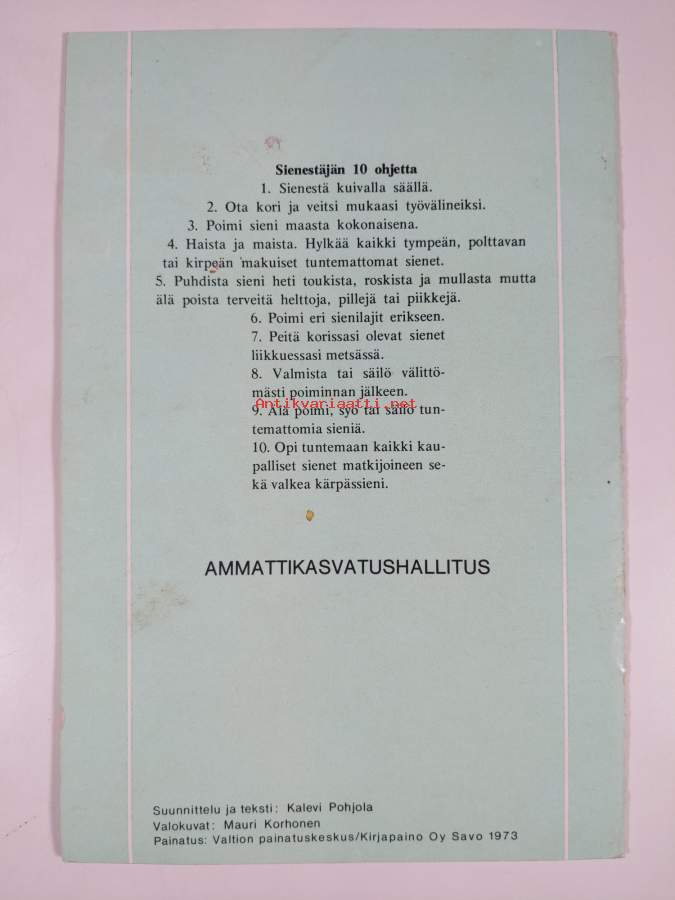 Sienestäjän 10 ohjetta
1. Sienestä kuivalla säällä.
2. Ota kori ja veitsi mukaasi työvälineiksi.
3. Poimi sieni maasta kokonaisena.
4. Haista ja maista. Hylkää kaikki tympeän, polttavan
tai kirpeän makuiset tuntemattomat sienet.
5. Puhdista sieni heti toukista, roskista ja mullasta mutta
älä poista terveitä helttoja, pillejä tai piikkejä.
6. Poimi eri sienilajit erikseen.
7. Peitä korissasi olevat sienet
liikkuessasi metsässä.
8. Valmista tai säilö välittö-
mästi poiminnan jälkeen.
Antikvariaatti.net
9. Älä poimi, syö tai säilö tun-
temattomia sieniä.
10. Opi tuntemaan kaikki kau-
palliset sienet matkijoineen se-
kä valkea kärpässieni.
AMMATTIKASVATUSHALLITUS
Suunnittelu ja teksti: Kalevi Pohjola
Valokuvat: Mauri Korhonen
Painatus: Valtion painatuskeskus/Kirjapaino Oy Savo 1973